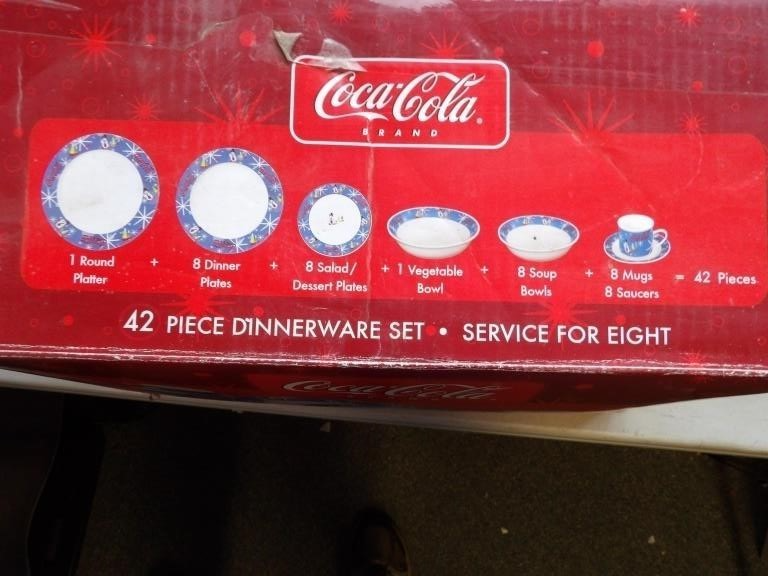 Coca-Cola
BRAND
1 Round Platter + 8 Dinner Plates + 8 Salad/ Dessert Plates + 1 Vegetable Bowl + 8 Soup Bowls + 8 Mugs 8 Saucers = 42 Pieces
42 PIECE DINNERWARE SET • SERVICE FOR EIGHT
Coca-Cola